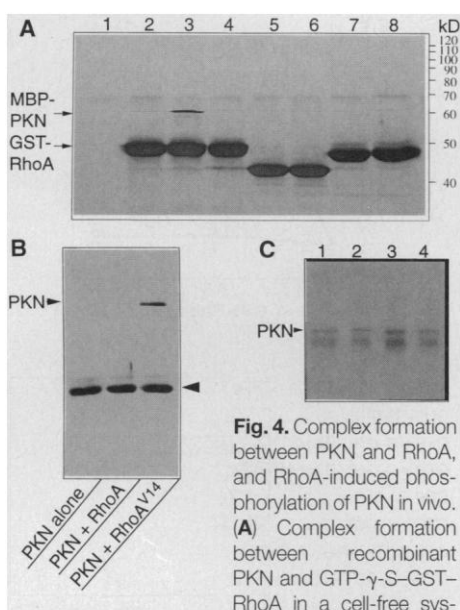 A
1 2 3 4 5 6 7 8 kD
120
110
100
90
80
70
MBP-
PKN
60
GST-
RhoA
50
40
B
PKN
PKN alone
PKN + RhoA
PKN + RhoAV14
C
1 2 3 4
PKN
Fig. 4. Complex formation
between PKN and RhoA,
and RhoA-induced phos-
phorylation of PKN in vivo.
(A) Complex formation
between recombinant
PKN and GTP-γ-S–GST–
RhoA in a cell-free sys-